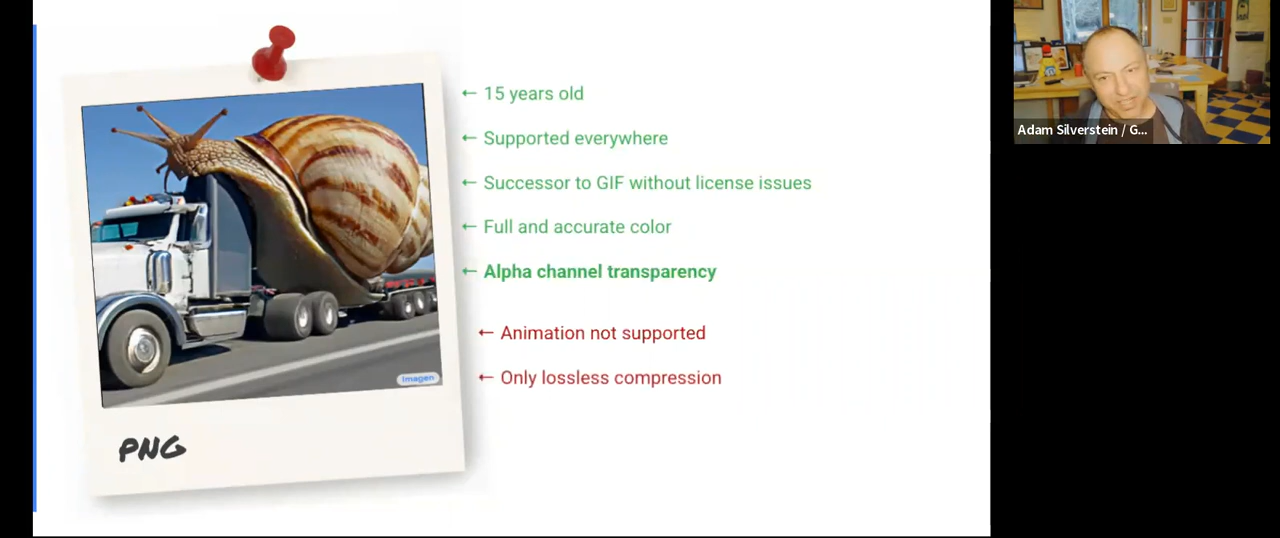 ← 15 years old
← Supported everywhere
← Successor to GIF without license issues
← Full and accurate color
← Alpha channel transparency
← Animation not supported
← Only lossless compression
Imagen
PNG
Adam Silverstein / G...